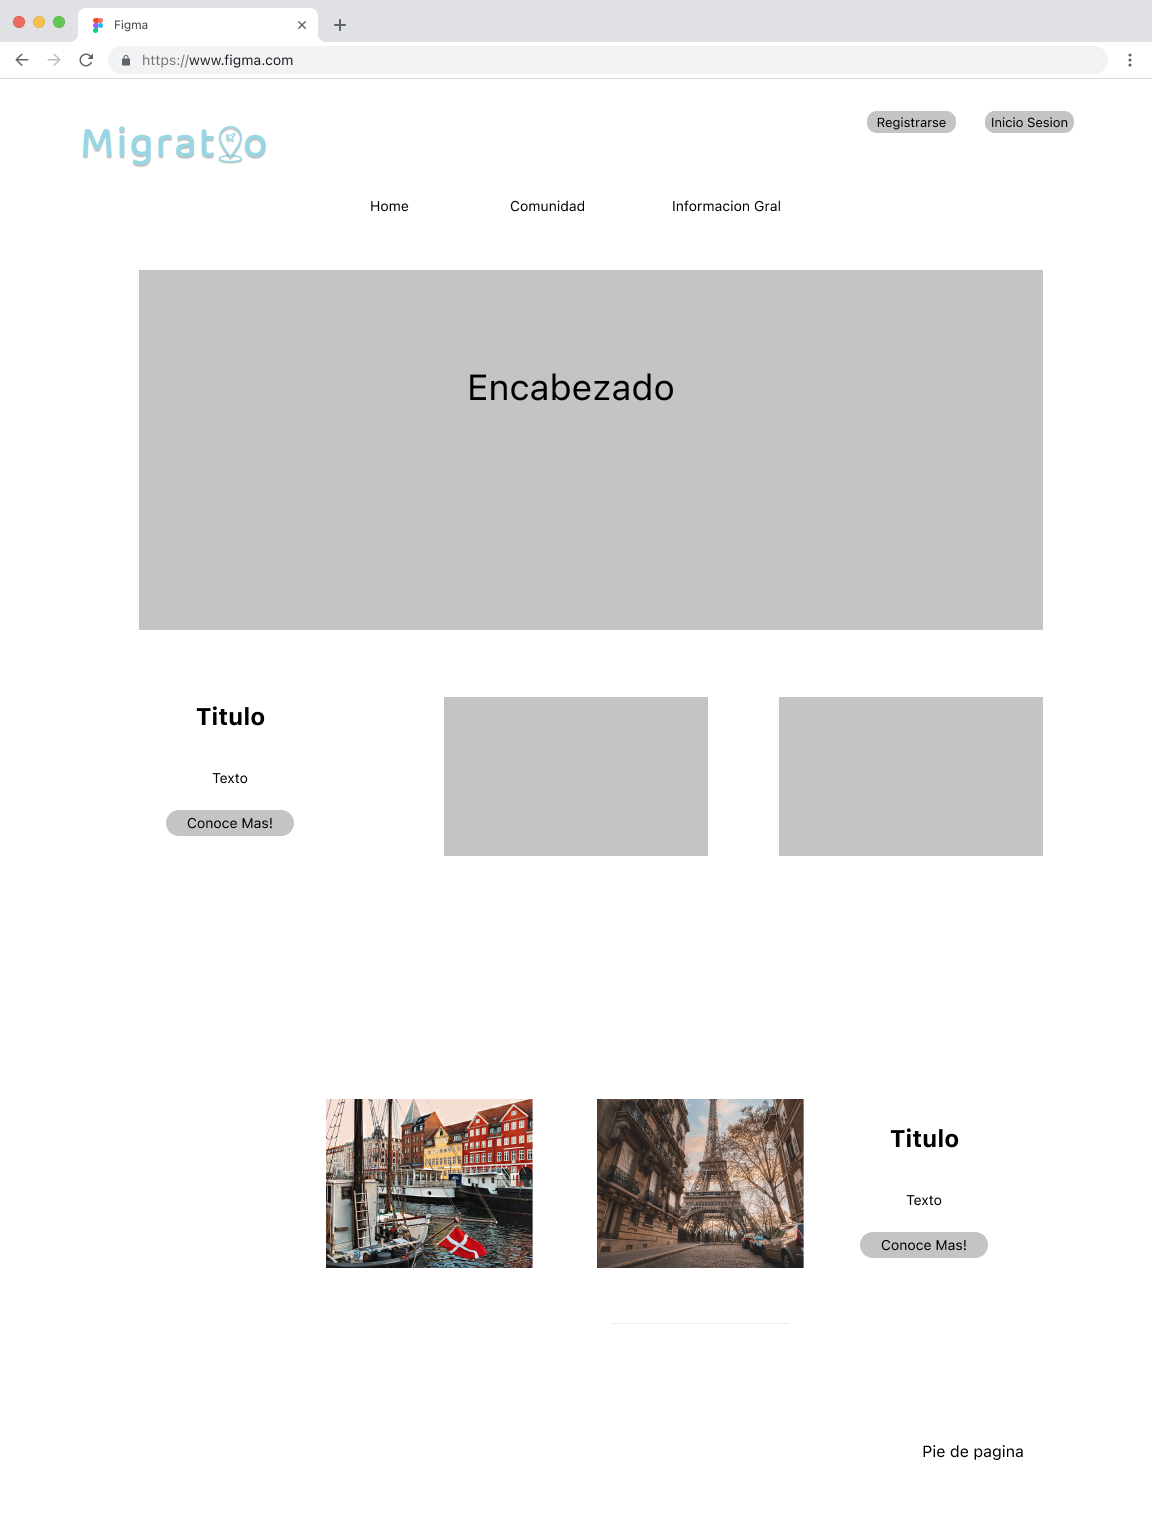 Figma
https://www.figma.com
Registrarse
Inicio Sesion
Migratio
Home
Comunidad
Informacion Gral
Encabezado
Titulo
Texto
Conoce Mas!
Titulo
Texto
Conoce Mas!
Pie de pagina